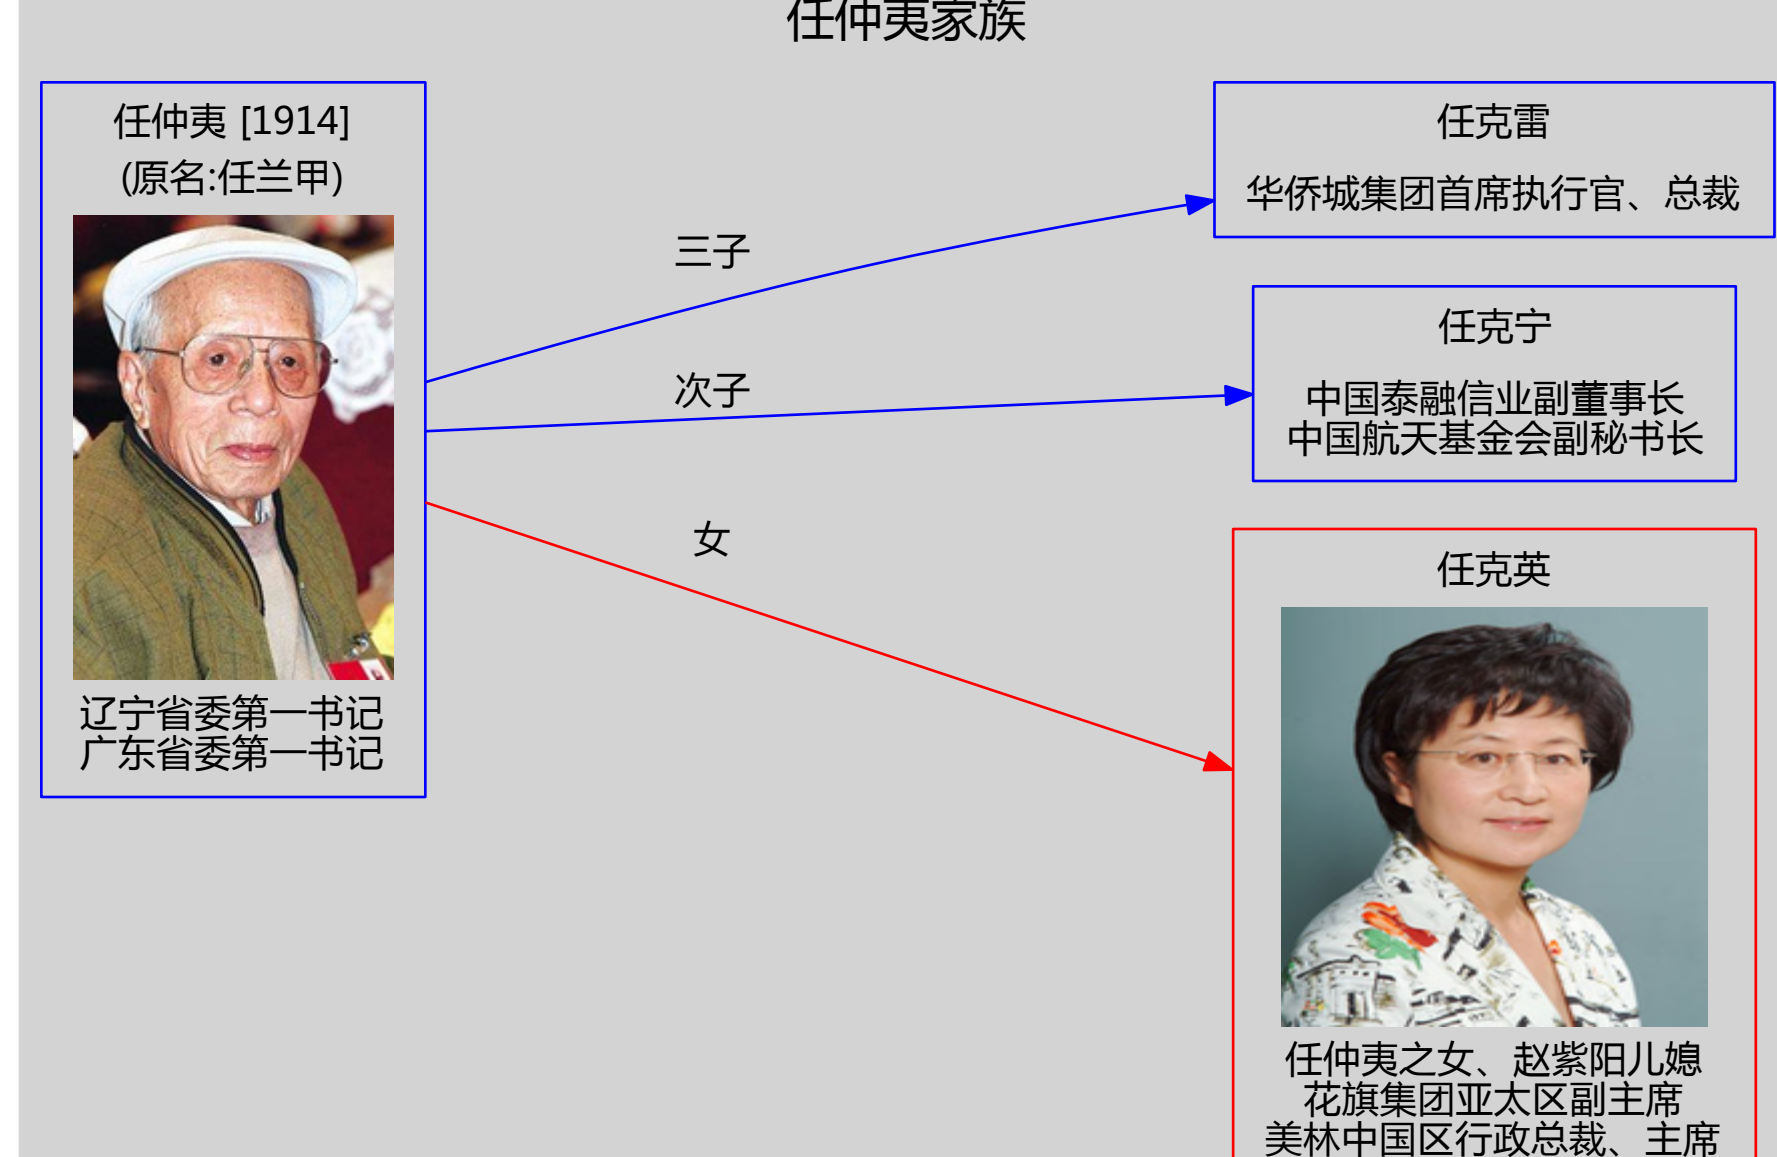 任仲夷家族
任仲夷 [1914]
(原名:任兰甲)
辽宁省委第一书记
广东省委第一书记
三子
次子
女
任克雷
华侨城集团首席执行官、总裁
任克宁
中国泰融信业副董事长
中国航天基金会副秘书长
任克英
任仲夷之女、赵紫阳儿媳
花旗集团亚太区副主席
美林中国区行政总裁、主席